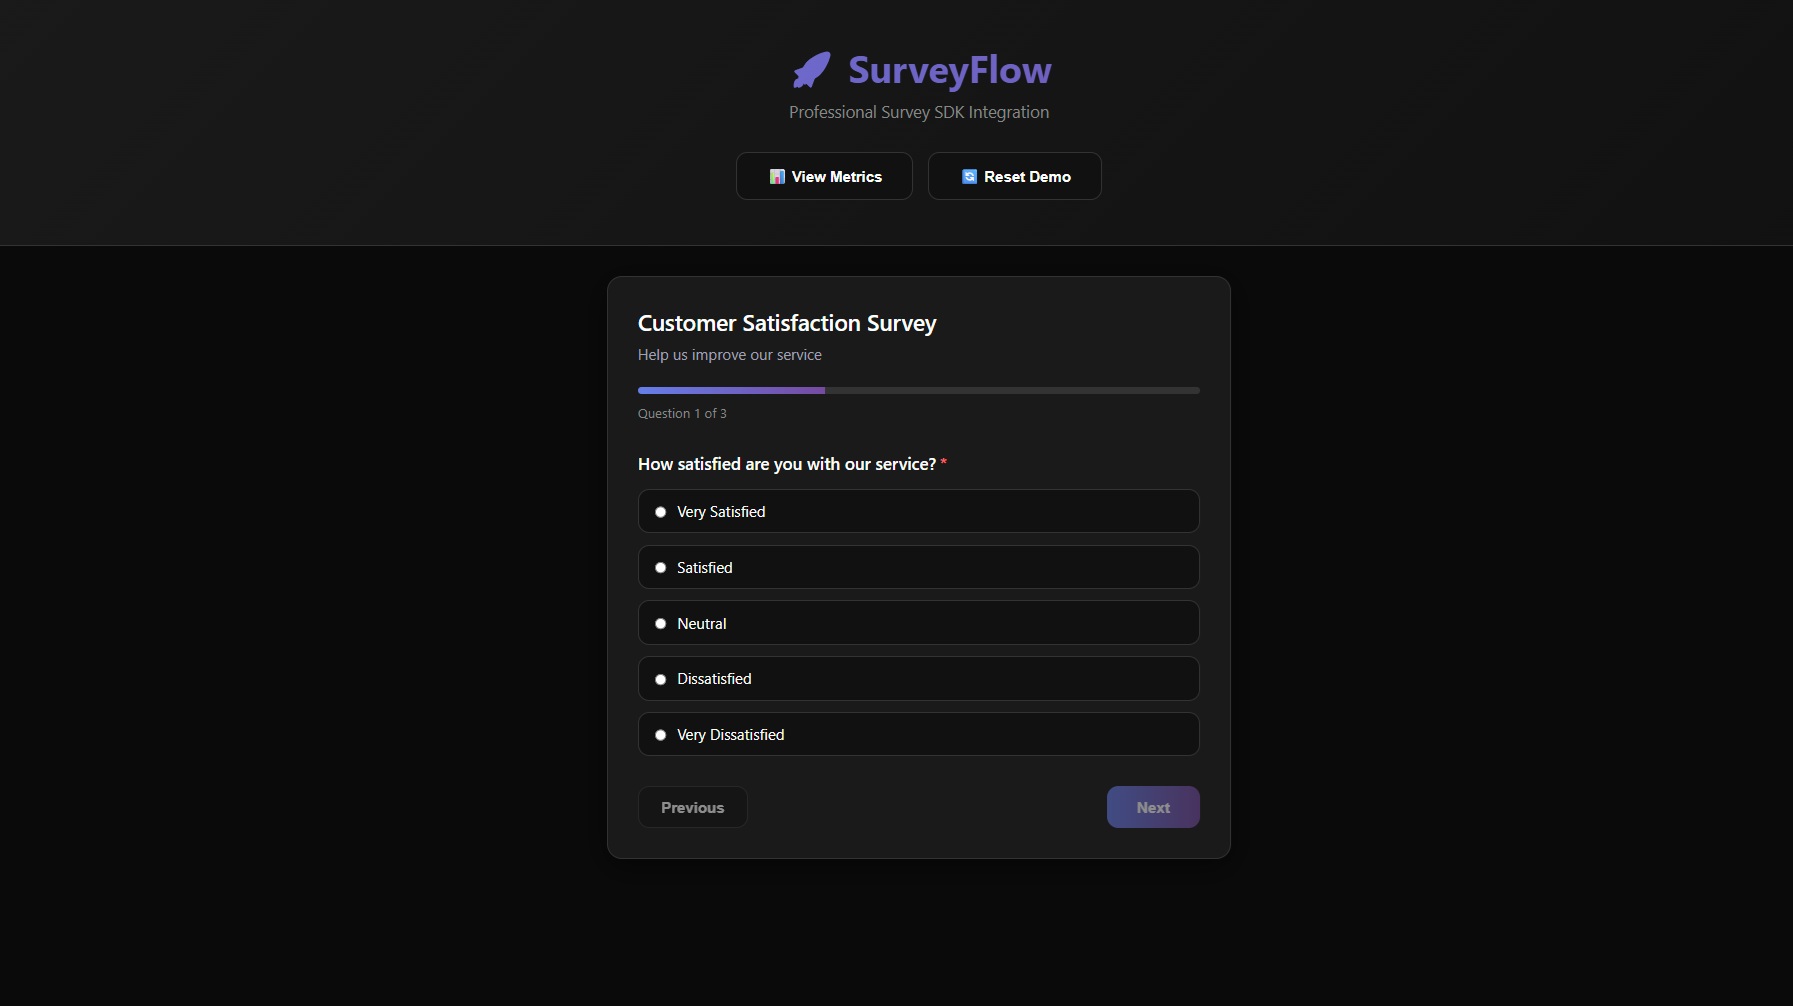 SurveyFlow
Professional Survey SDK Integration
View Metrics
Reset Demo
Customer Satisfaction Survey
Help us improve our service
Question 1 of 3
How satisfied are you with our service? *
Very Satisfied
Satisfied
Neutral
Dissatisfied
Very Dissatisfied
Previous
Next